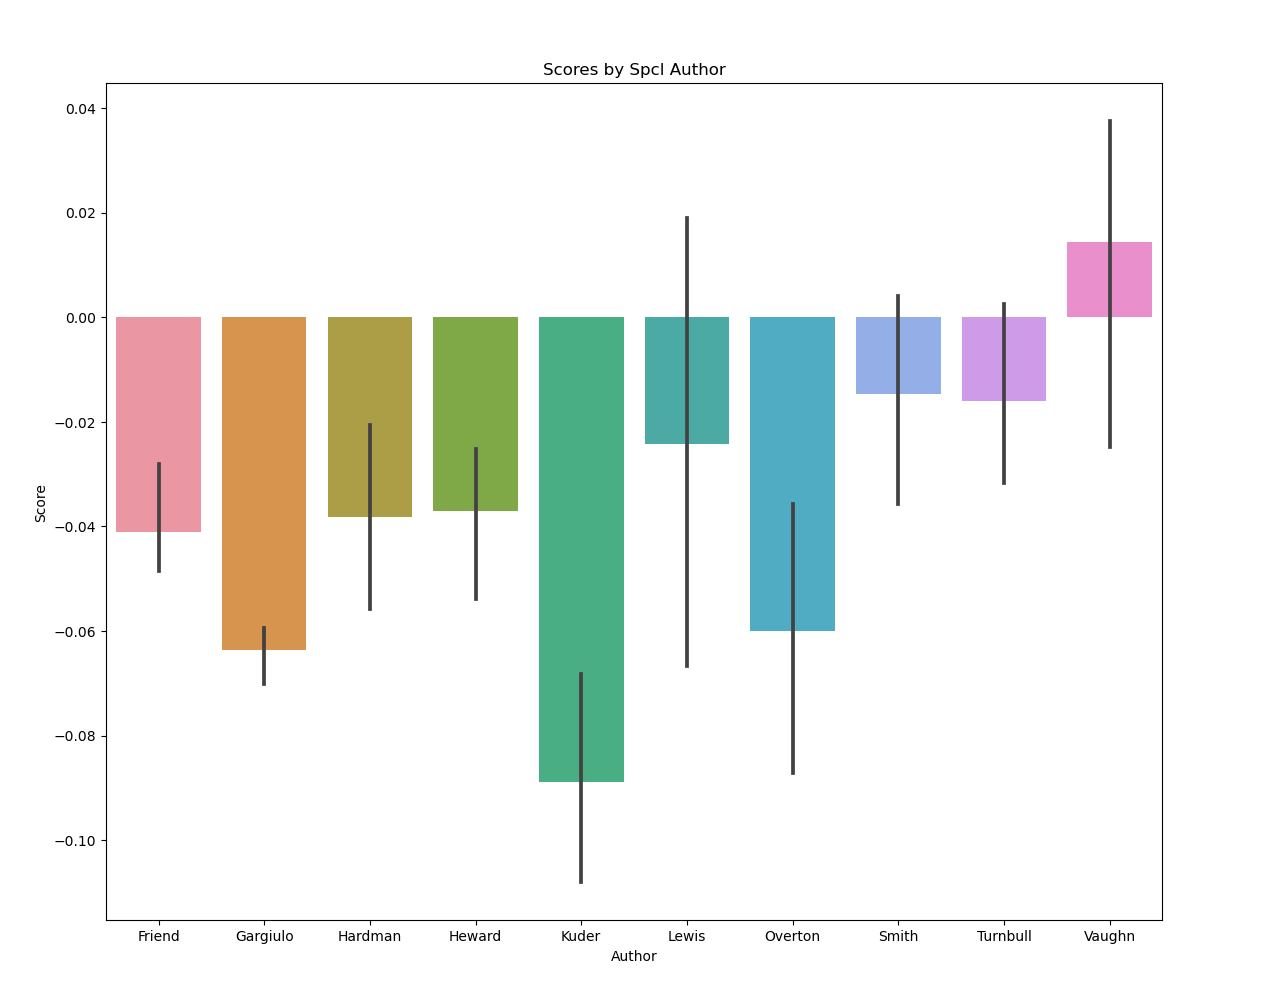 Scores by Spcl Author
0.04
0.02
0.00
−0.02
−0.04
−0.06
−0.08
−0.10
Score
Friend Gargiulo Hardman Heward Kuder Lewis Overton Smith Turnbull Vaughn
Author